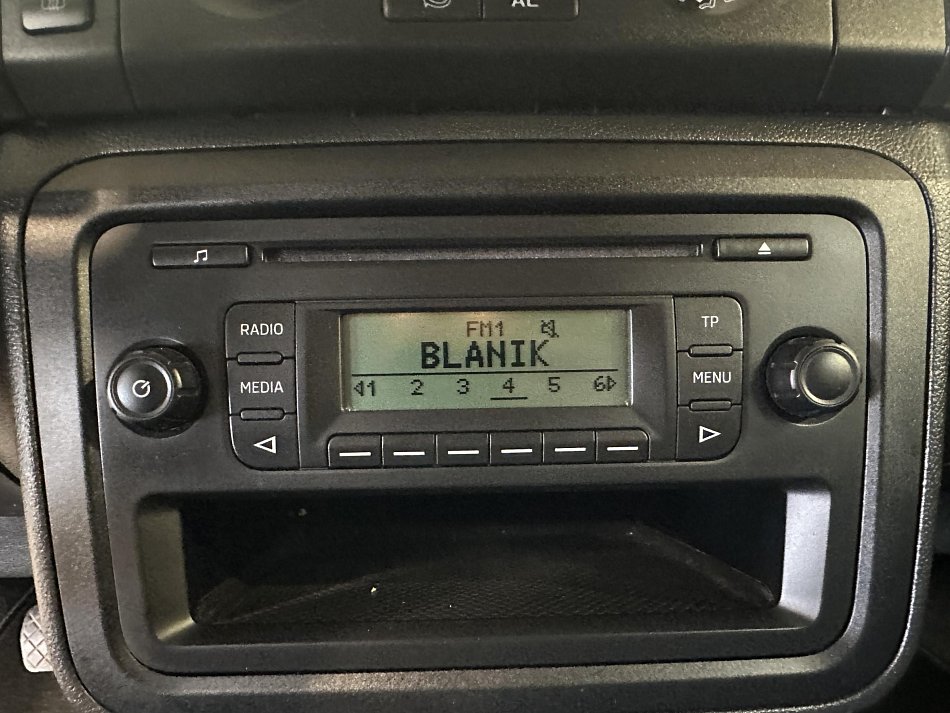 AC
RADIO
TP
FM1
BLANIK
MEDIA
1 2 3 4 5 6
MENU